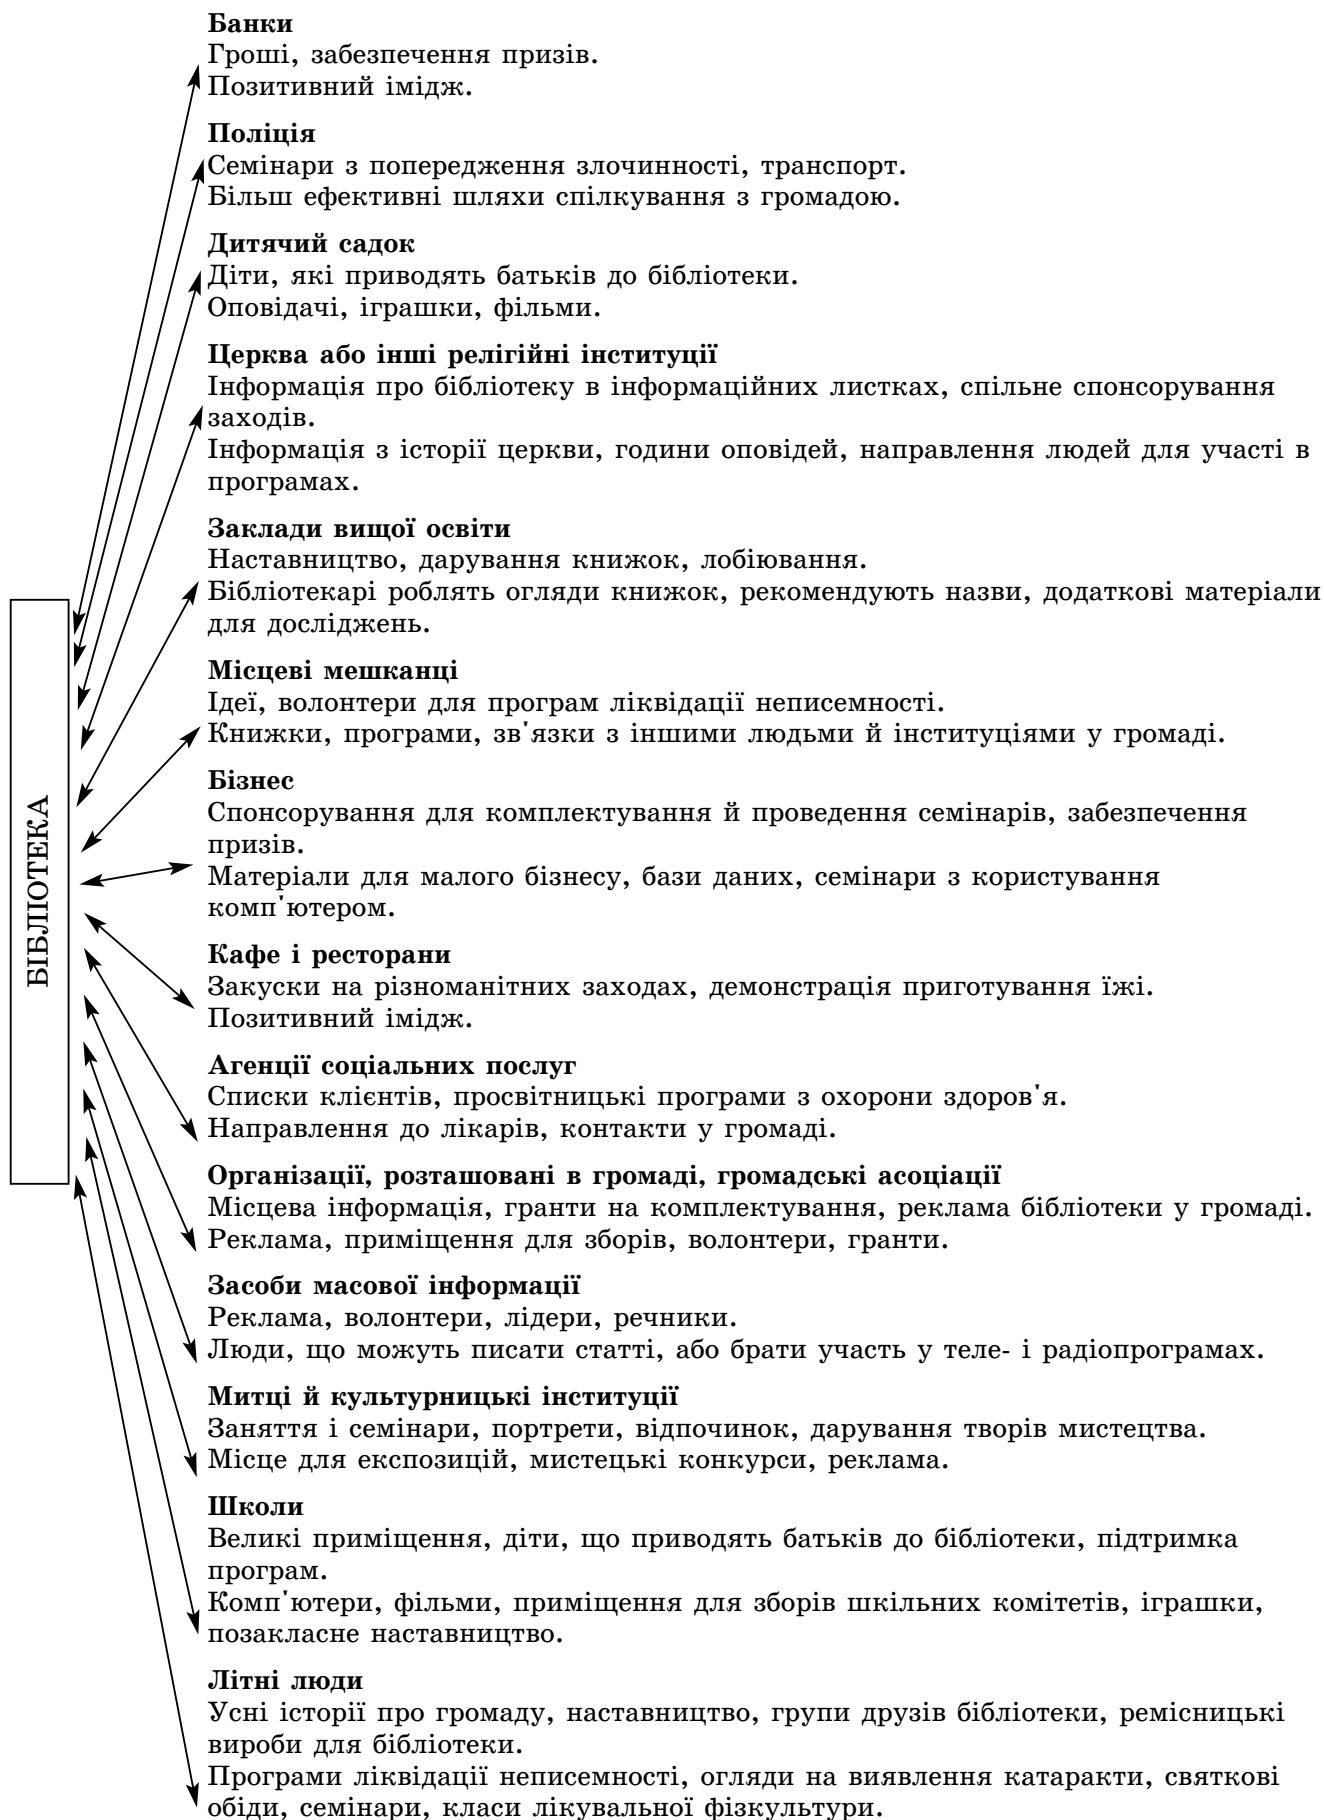 Банки
Гроші, забезпечення призів.
Позитивний імідж.
Поліція
Семінари з попередження злочинності, транспорт.
Більш ефективні шляхи спілкування з громадою.
Дитячий садок
Діти, які приводять батьків до бібліотеки.
Оповідачі, іграшки, фільми.
Церква або інші релігійні інституції
Інформація про бібліотеку в інформаційних листках, спільне спонсорування
заходів.
Інформація з історії церкви, години оповідей, направлення людей для участі в
програмах.
Заклади вищої освіти
Наставництво, дарування книжок, лобіювання.
Бібліотекарі роблять огляди книжок, рекомендують назви, додаткові матеріали
для досліджень.
Місцеві мешканці
Ідеї, волонтери для програм ліквідації неписемності.
Книжки, програми, зв'язки з іншими людьми й інституціями у громаді.
Бізнес
Спонсорування для комплектування й проведення семінарів, забезпечення
призів.
Матеріали для малого бізнесу, бази даних, семінари з користування
комп'ютером.
БІБЛІОТЕКА
Кафе і ресторани
Закуски на різноманітних заходах, демонстрація приготування їжі.
Позитивний імідж.
Агенції соціальних послуг
Списки клієнтів, просвітницькі програми з охорони здоров'я.
Направлення до лікарів, контакти у громаді.
Організації, розташовані в громаді, громадські асоціації
Місцева інформація, гранти на комплектування, реклама бібліотеки у громаді.
Реклама, приміщення для зборів, волонтери, гранти.
Засоби масової інформації
Реклама, волонтери, лідери, речники.
Люди, що можуть писати статті, або брати участь у теле- і радіопрограмах.
Митці й культурницькі інституції
Заняття і семінари, портрети, відпочинок, дарування творів мистецтва.
Місце для експозицій, мистецькі конкурси, реклама.
Школи
Великі приміщення, діти, що приводять батьків до бібліотеки, підтримка
програм.
Комп'ютери, фільми, приміщення для зборів шкільних комітетів, іграшки,
позакласне наставництво.
Літні люди
Усні історії про громаду, наставництво, групи друзів бібліотеки, ремісницькі
вироби для бібліотеки.
Програми ліквідації неписемності, огляди на виявлення катаракти, святкові
обіди, семінари, класи лікувальної фізкультури.